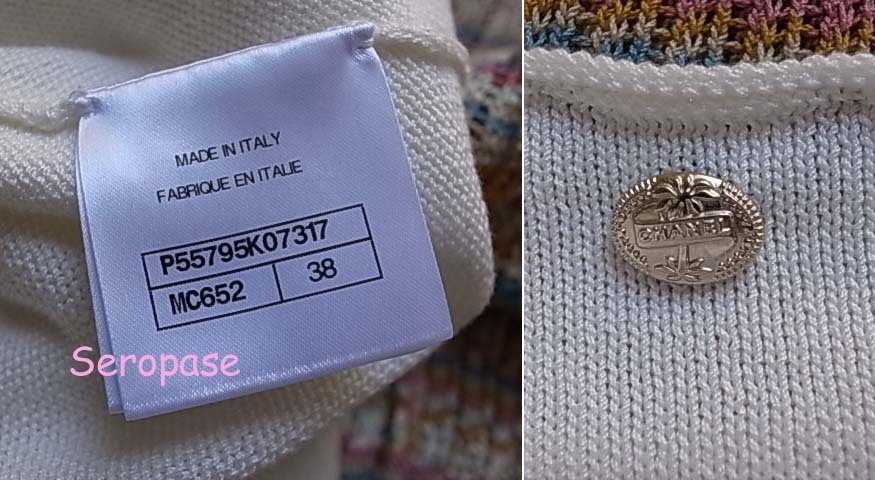 MADE IN ITALY
FABRIQUE EN ITALIE
P55795K07317
MC652 38
Seropase
CHANEL